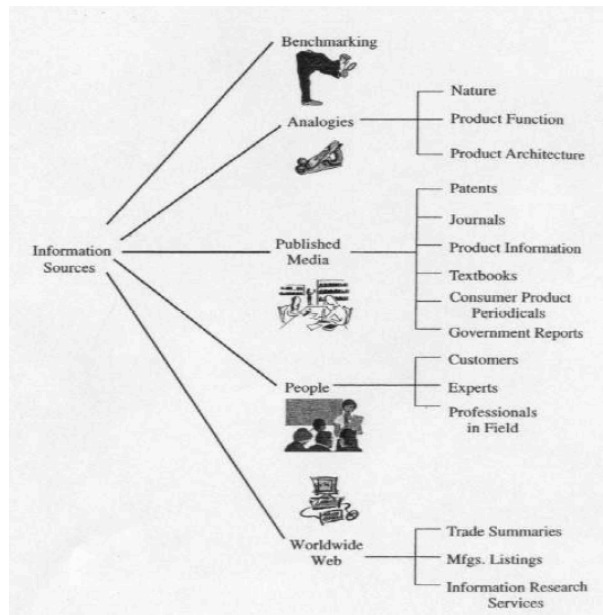 Benchmarking
Analogies
Nature
Product Function
Product Architecture
Information
Sources
Published
Media
Patents
Journals
Product Information
Textbooks
Consumer Product
Periodicals
Government Reports
People
Customers
Experts
Professionals
in Field
Worldwide
Web
Trade Summaries
Mfgs. Listings
Information Research
Services